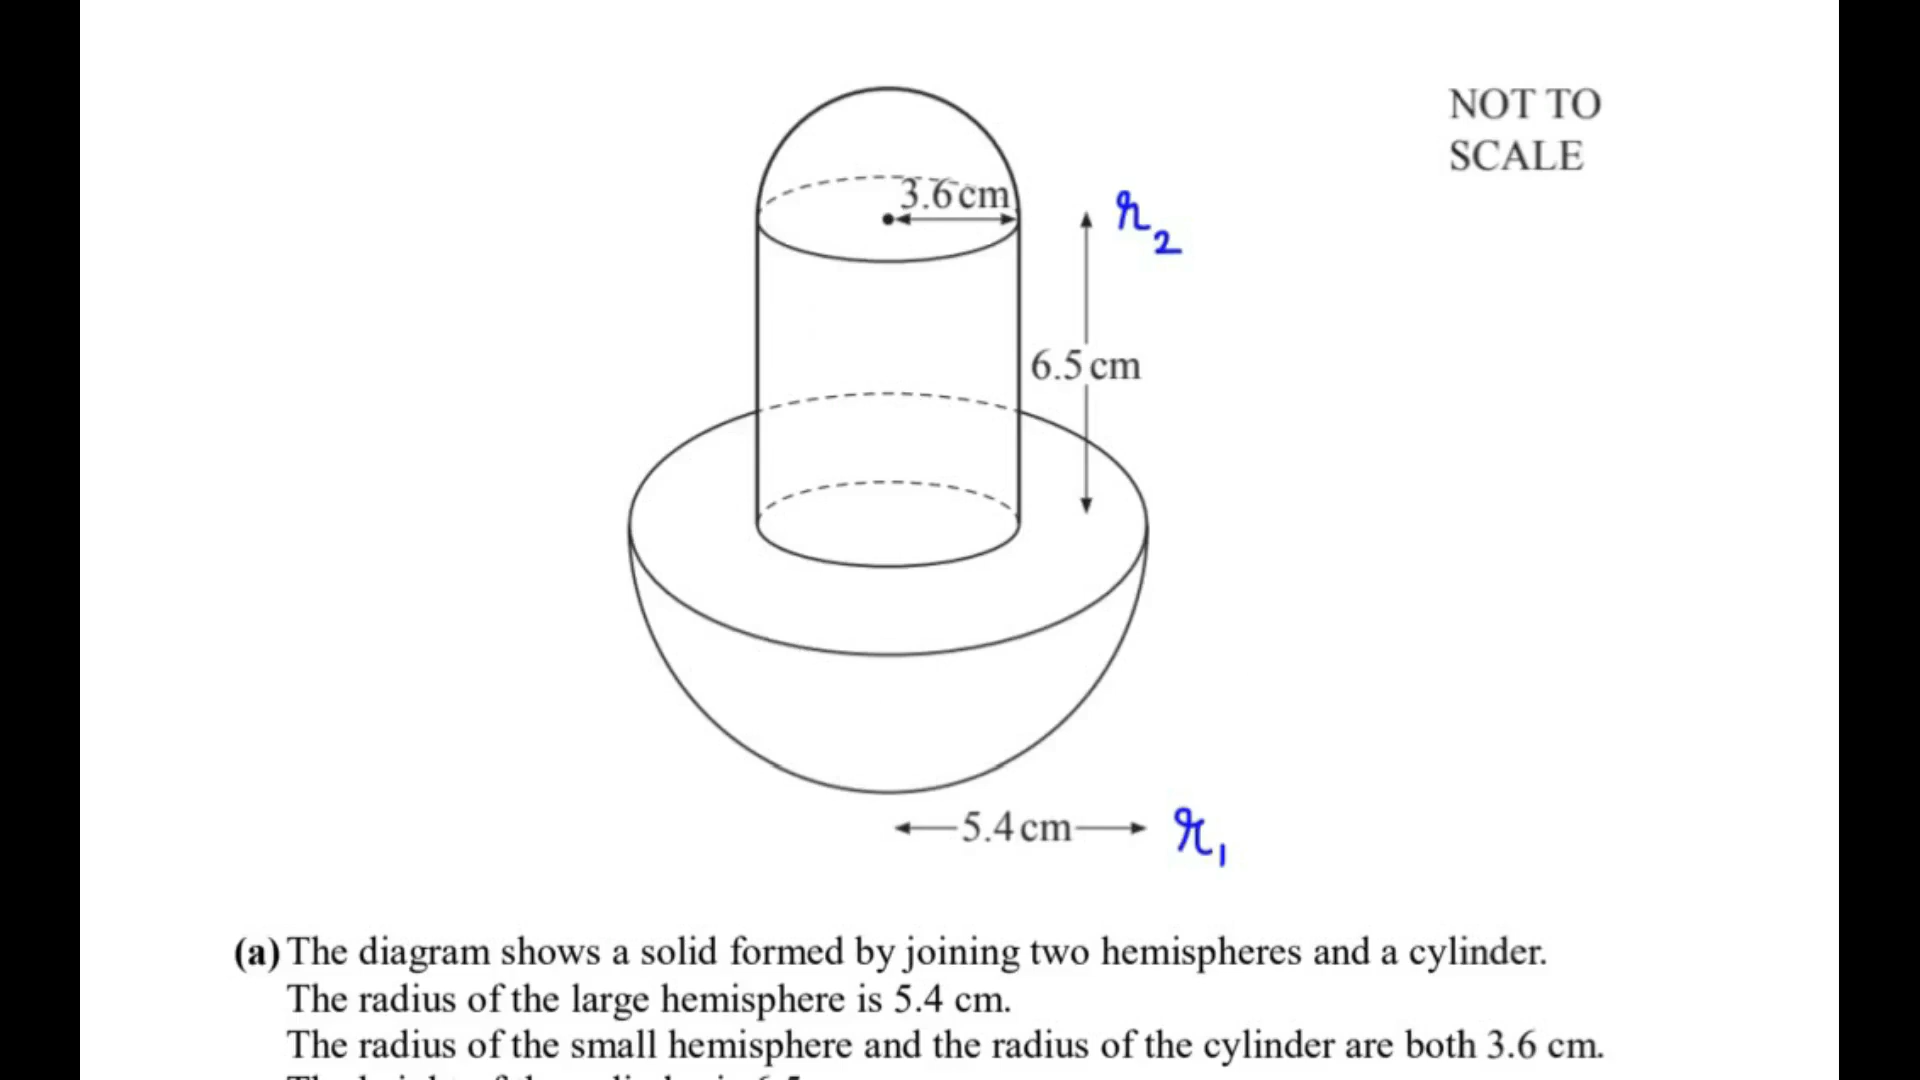 NOT TO
SCALE
3.6 cm
r₂
6.5 cm
5.4 cm
r₁
(a) The diagram shows a solid formed by joining two hemispheres and a cylinder.
The radius of the large hemisphere is 5.4 cm.
The radius of the small hemisphere and the radius of the cylinder are both 3.6 cm.